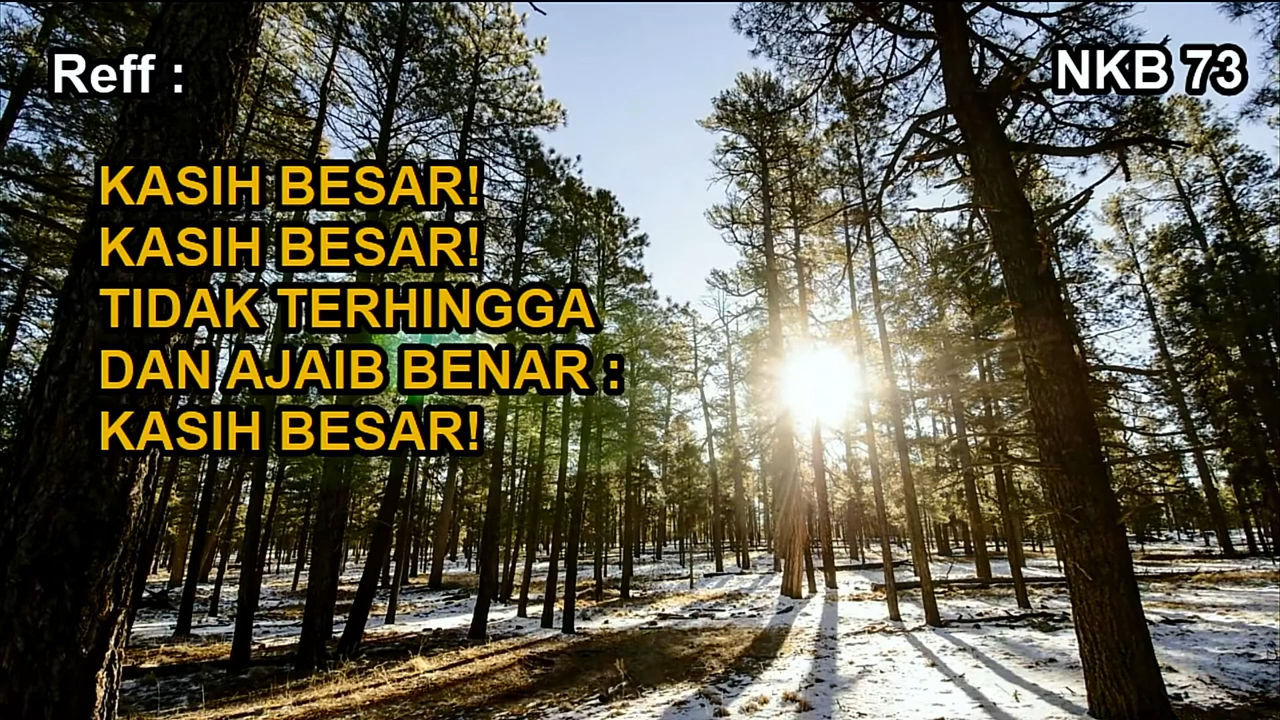 Reff :
NKB 73
KASIH BESAR!
KASIH BESAR!
TIDAK TERHINGGA
DAN AJAIB BENAR :
KASIH BESAR!